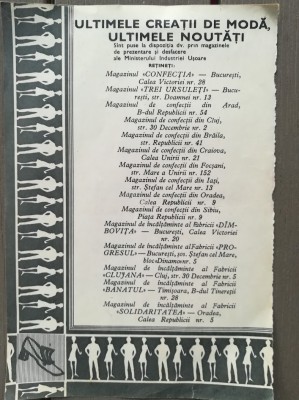 ULTIMELE CREAȚII DE MODĂ,
ULTIMELE NOUTĂȚI
Sînt puse la dispoziția dv. prin magazinele
de prezentare și desfacere
ale Ministerului Industriei Ușoare
REȚINEȚI:
Magazinul «CONFECȚIA» — București,
Calea Victoriei nr. 28
Magazinul «TREI URSULEȚI» — Bucu-
rești, str. Doamnei nr. 13
Magazinul de confecții din Arad,
B-dul Republicii nr. 54
Magazinul de confecții din Cluj,
str. 30 Decembrie nr. 2
Magazinul de confecții din Brăila,
str. Republicii nr. 41
Magazinul de confecții din Craiova,
Calea Unirii nr. 21
Magazinul de confecții din Focșani,
str. Mare a Unirii nr. 152
Magazinul de confecții din Iași,
str. Ștefan cel Mare nr. 13
Magazinul de confecții din Oradea,
Calea Republicii nr. 9
Magazinul de confecții din Sibiu,
Piața Republicii nr. 9
Magazinul de încălțăminte al Fabricii «DÎM-
BOVIȚA» — București, Calea Victoriei
nr. 20
Magazinul de încălțăminte al Fabricii «PRO-
GRESUL» — București, șos. Ștefan cel Mare,
bloc «Dinamo» nr. 5
Magazinul de încălțăminte al Fabricii
«CLUJANA» — Cluj, str. 30 Decembrie nr. 5
Magazinul de încălțăminte al Fabricii
«BANATUL» — Timișoara, B-dul Tinereții
nr. 28
Magazinul de încălțăminte al Fabricii
«SOLIDARITATEA» — Oradea,
Calea Republicii nr. 5